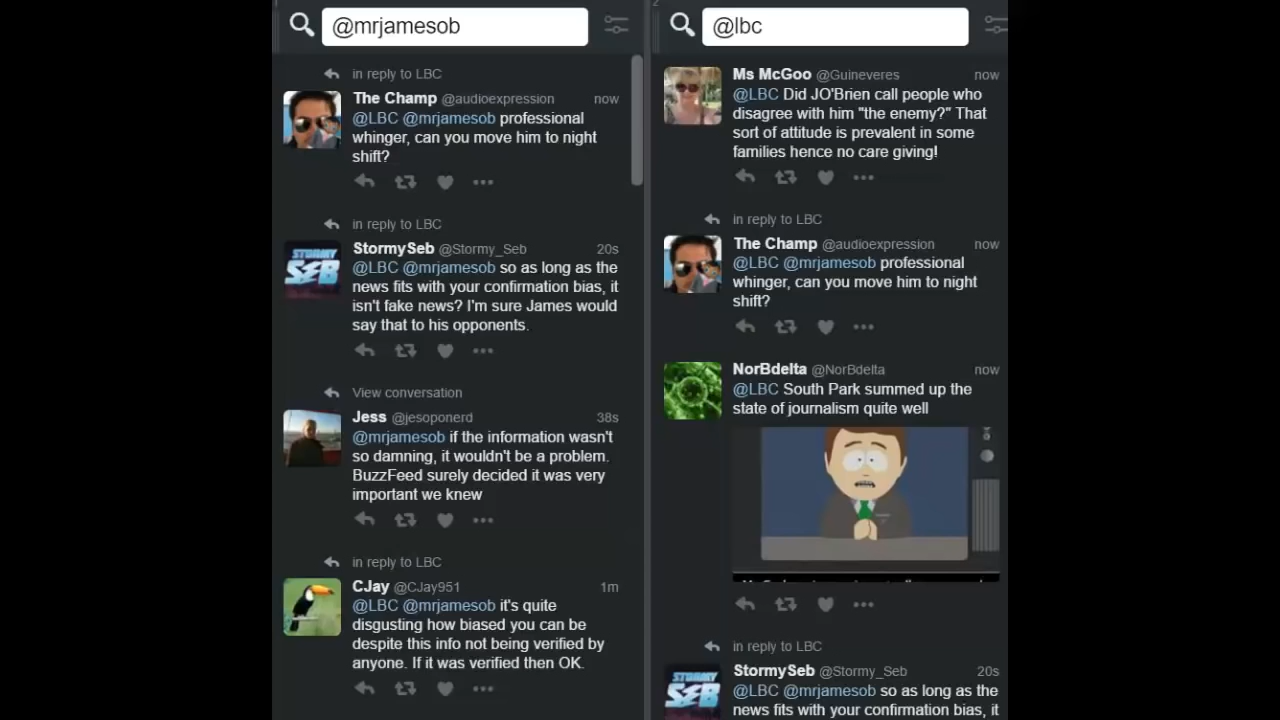 @mrjamesob
in reply to LBC
The Champ @audioexpression now
@LBC @mrjamesob professional
whinger, can you move him to night
shift?
in reply to LBC
StormySeb @Stormy_Seb 20s
@LBC @mrjamesob so as long as the
news fits with your confirmation bias, it
isn't fake news? I'm sure James would
say that to his opponents.
View conversation
Jess @jesoponerd 38s
@mrjamesob if the information wasn't
so damning, it wouldn't be a problem.
BuzzFeed surely decided it was very
important we knew
in reply to LBC
CJay @CJay951 1m
@LBC @mrjamesob it's quite
disgusting how biased you can be
despite this info not being verified by
anyone. If it was verified then OK.
2
@lbc
Ms McGoo @Guineveres now
@LBC Did JO'Brien call people who
disagree with him "the enemy?" That
sort of attitude is prevalent in some
families hence no care giving!
in reply to LBC
The Champ @audioexpression now
@LBC @mrjamesob professional
whinger, can you move him to night
shift?
NorBdelta @NorBdelta now
@LBC South Park summed up the
state of journalism quite well
in reply to LBC
StormySeb @Stormy_Seb 20s
@LBC @mrjamesob so as long as the
news fits with your confirmation bias, it
STORMY
SEB